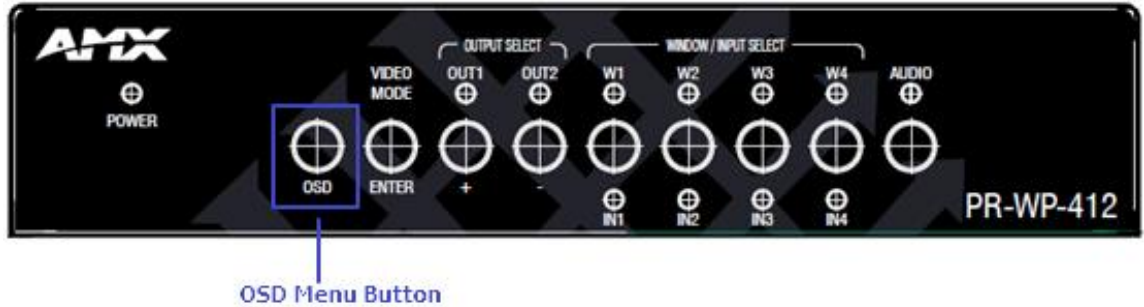 AMX
OUTPUT SELECT
WINDOW / INPUT SELECT
VIDEO
MODE
OUT1
OUT2
W1
W2
W3
W4
AUDIO
POWER
OSD
ENTER
+
-
IN1
IN2
IN3
IN4
PR-WP-412
OSD Menu Button